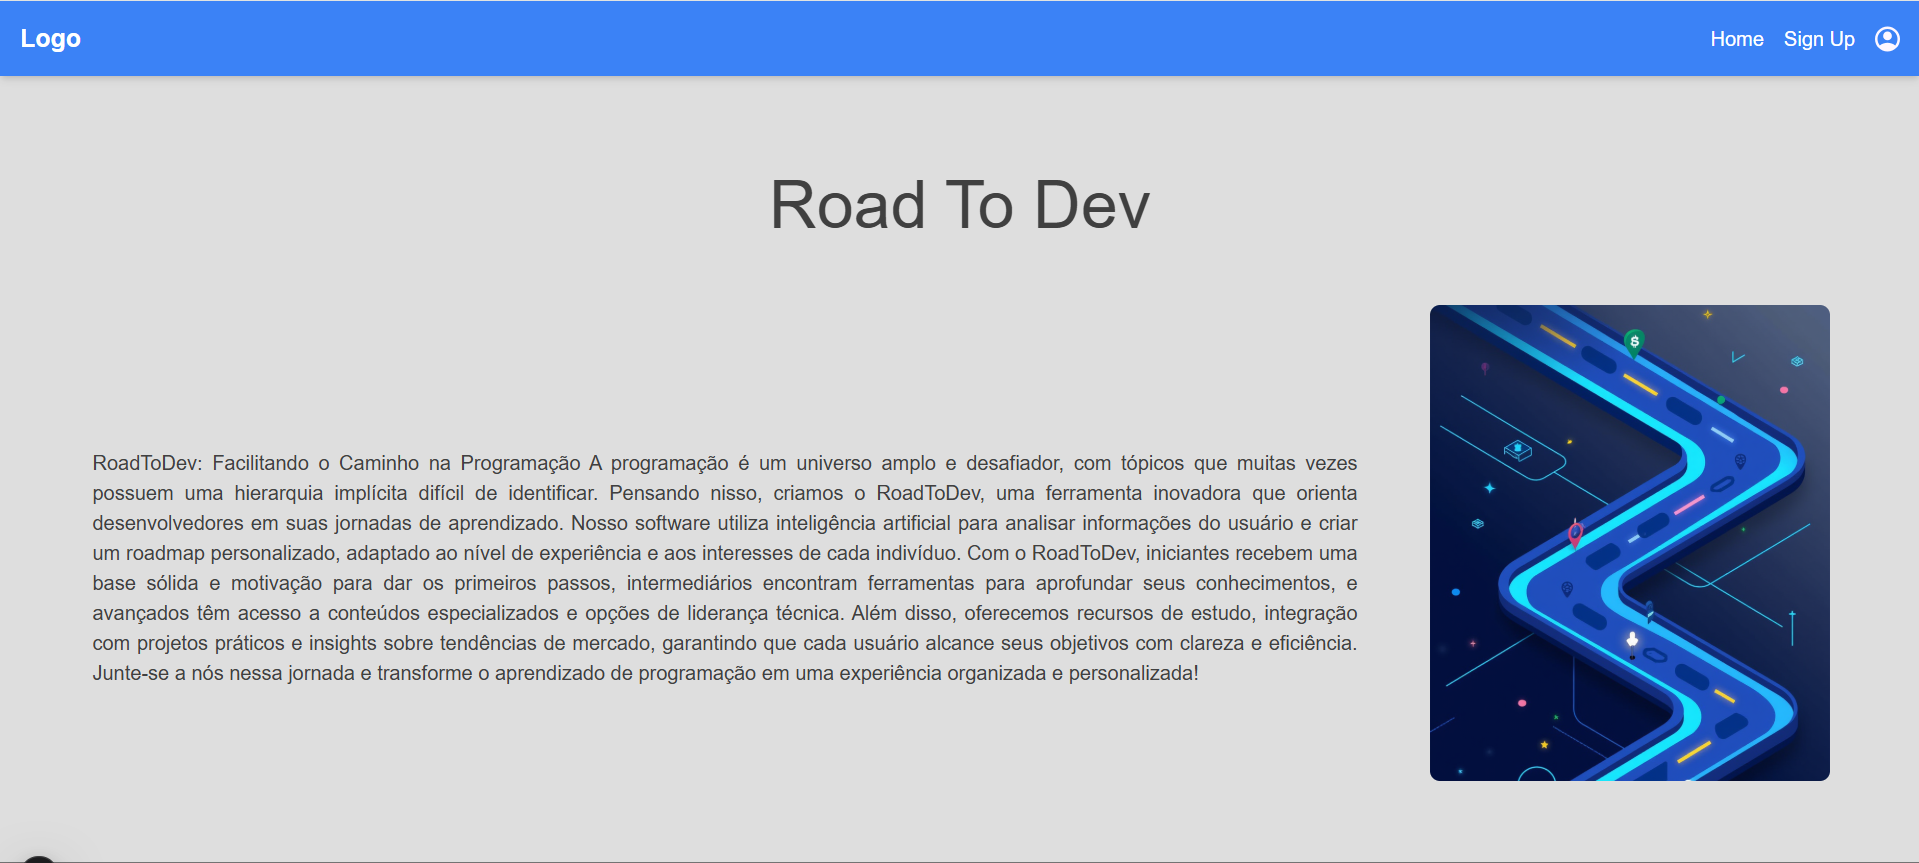 Logo
Home
Sign Up
Road To Dev
$
RoadToDev: Facilitando o Caminho na Programação A programação é um universo amplo e desafiador, com tópicos que muitas vezes
possuem uma hierarquia implícita difícil de identificar. Pensando nisso, criamos o RoadToDev, uma ferramenta inovadora que orienta
desenvolvedores em suas jornadas de aprendizado. Nosso software utiliza inteligência artificial para analisar informações do usuário e criar
um roadmap personalizado, adaptado ao nível de experiência e aos interesses de cada indivíduo. Com o RoadToDev, iniciantes recebem uma
base sólida e motivação para dar os primeiros passos, intermediários encontram ferramentas para aprofundar seus conhecimentos, e
avançados têm acesso a conteúdos especializados e opções de liderança técnica. Além disso, oferecemos recursos de estudo, integração
com projetos práticos e insights sobre tendências de mercado, garantindo que cada usuário alcance seus objetivos com clareza e eficiência.
Junte-se a nós nessa jornada e transforme o aprendizado de programação em uma experiência organizada e personalizada!